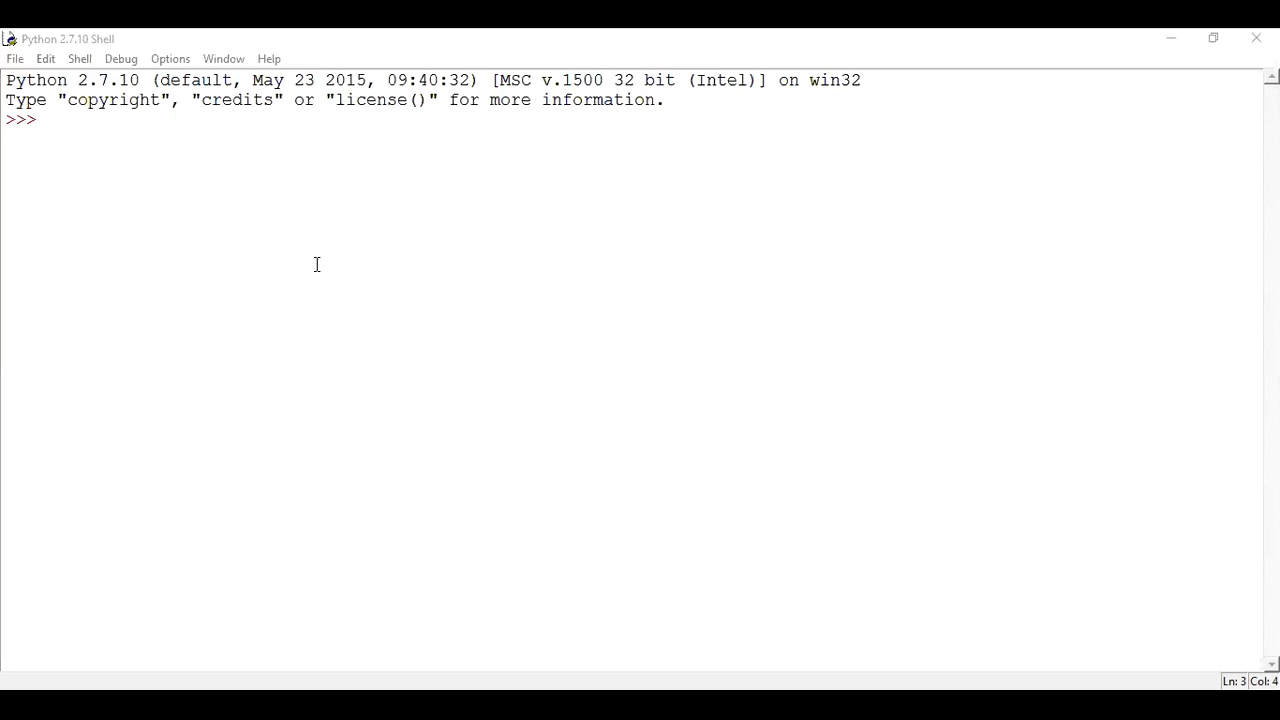 Python 2.7.10 Shell
File Edit Shell Debug Options Window Help
Python 2.7.10 (default, May 23 2015, 09:40:32) [MSC v.1500 32 bit (Intel)] on win32
Type "copyright", "credits" or "license()" for more information.
>>>
Ln: 3 Col: 4